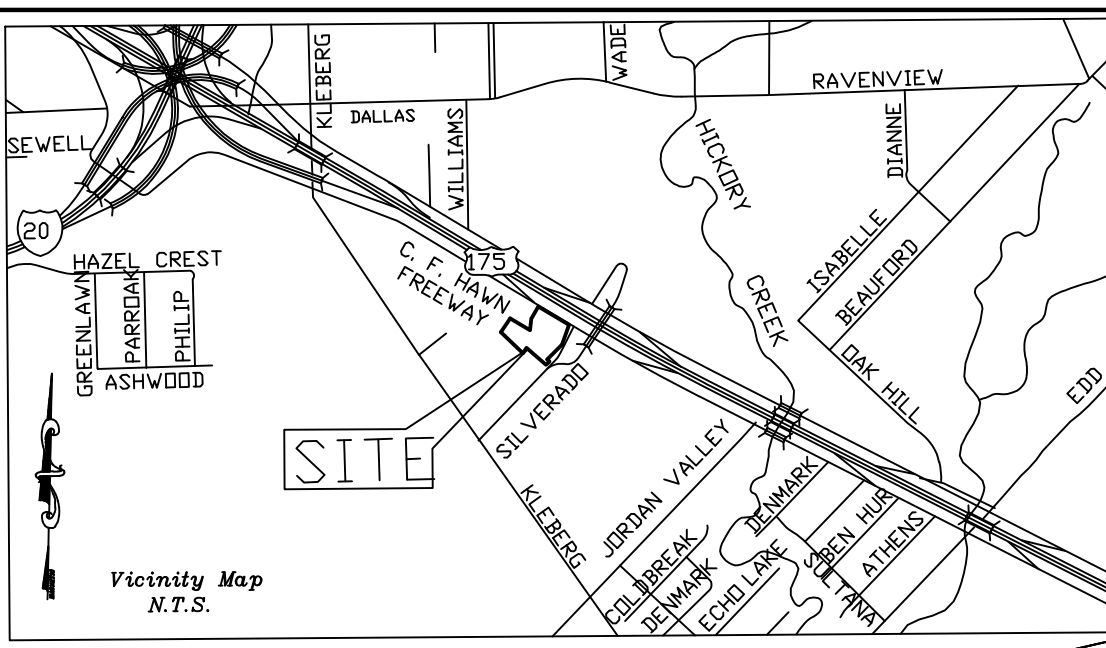 KLEBERG
WADE
RAVENVIEW
DALLAS
SEWELL
WILLIAMS
HICKORY
DIANNE
20
HAZEL CREST
C. F. HAWN
FREEWAY
175
ISABELLE
BEAUFORD
CREEK
GREENLAWN
PARROAK
PHILIP
ASHWOOD
OAK HILL
EDD
SILVERADO
SITE
JORDAN VALLEY
KLEBERG
DENMARK
BEN HUR
ATHENS
SULTANA
COLDBREAK
DENMARK
ECHO LAKE
Vicinity Map
N.T.S.